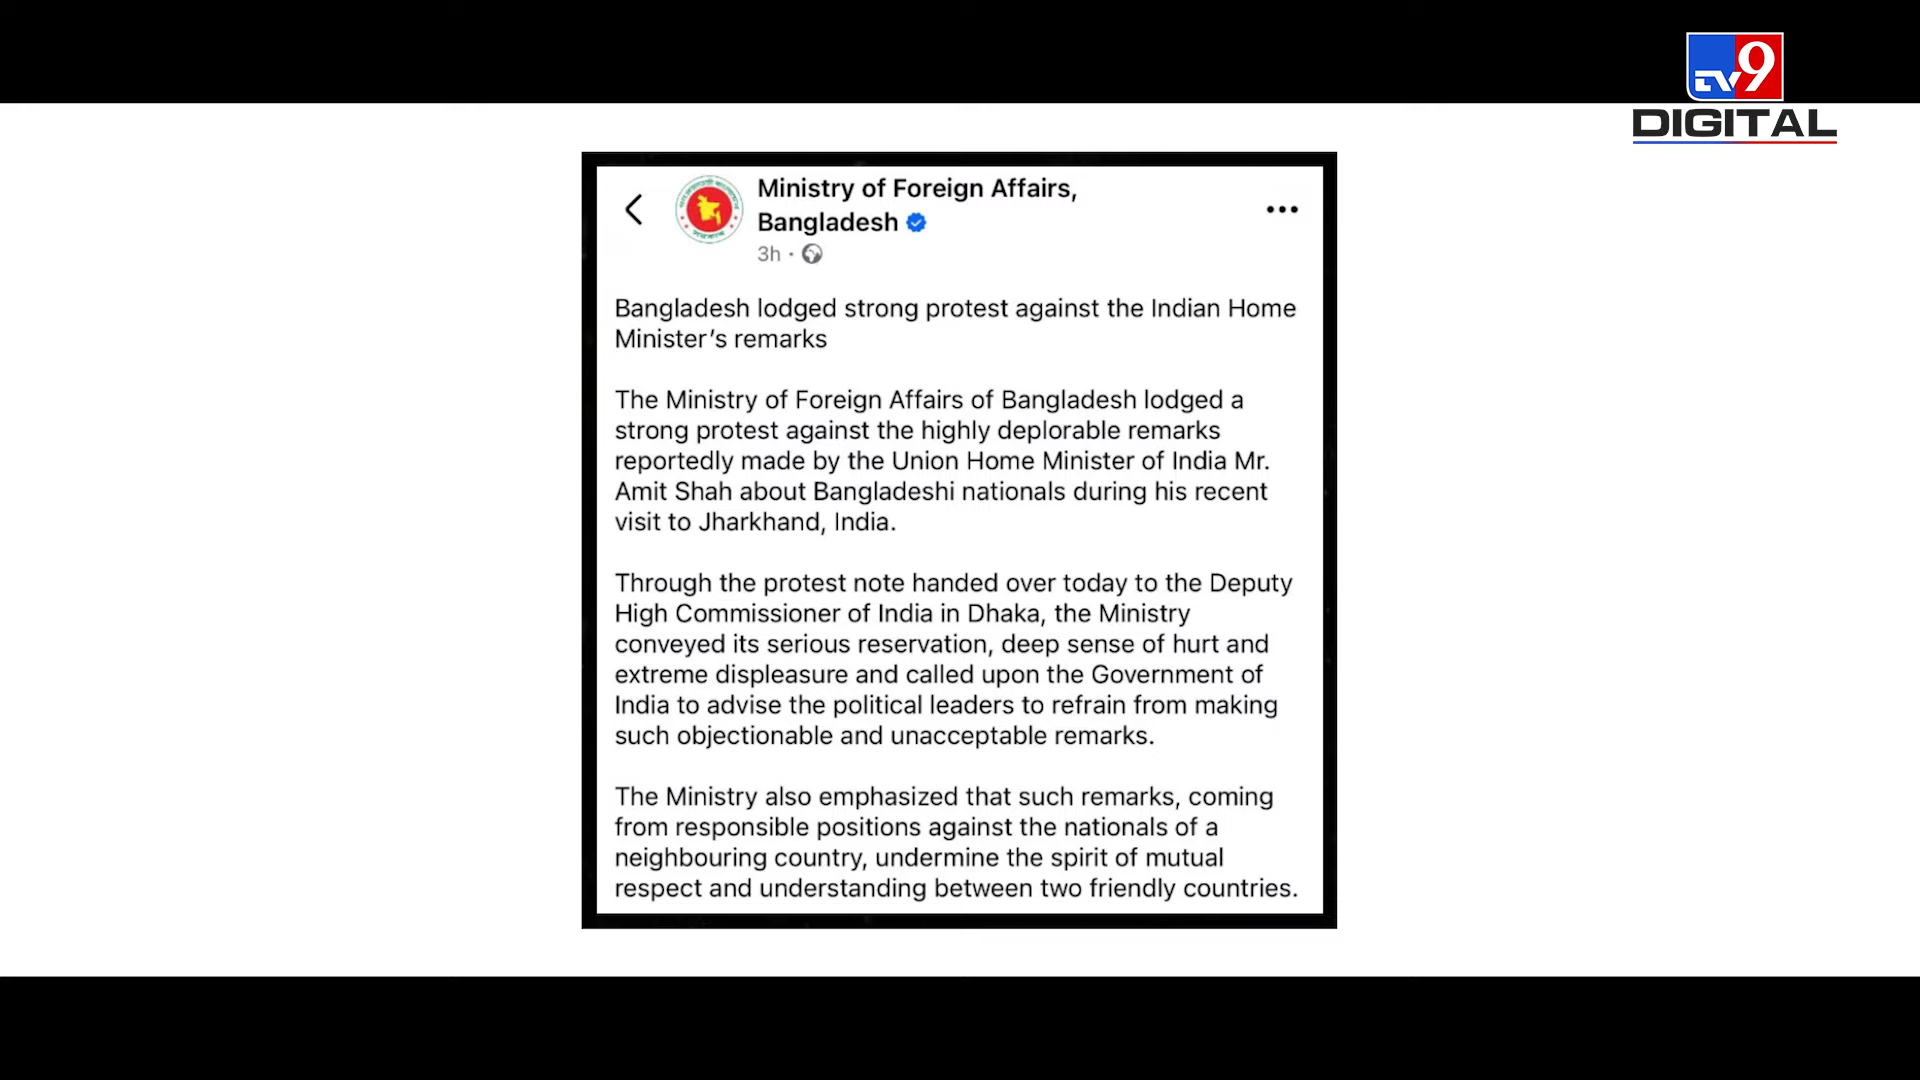 TV9
DIGITAL
Ministry of Foreign Affairs,
Bangladesh
3h ·
Bangladesh lodged strong protest against the Indian Home
Minister’s remarks
The Ministry of Foreign Affairs of Bangladesh lodged a
strong protest against the highly deplorable remarks
reportedly made by the Union Home Minister of India Mr.
Amit Shah about Bangladeshi nationals during his recent
visit to Jharkhand, India.
Through the protest note handed over today to the Deputy
High Commissioner of India in Dhaka, the Ministry
conveyed its serious reservation, deep sense of hurt and
extreme displeasure and called upon the Government of
India to advise the political leaders to refrain from making
such objectionable and unacceptable remarks.
The Ministry also emphasized that such remarks, coming
from responsible positions against the nationals of a
neighbouring country, undermine the spirit of mutual
respect and understanding between two friendly countries.